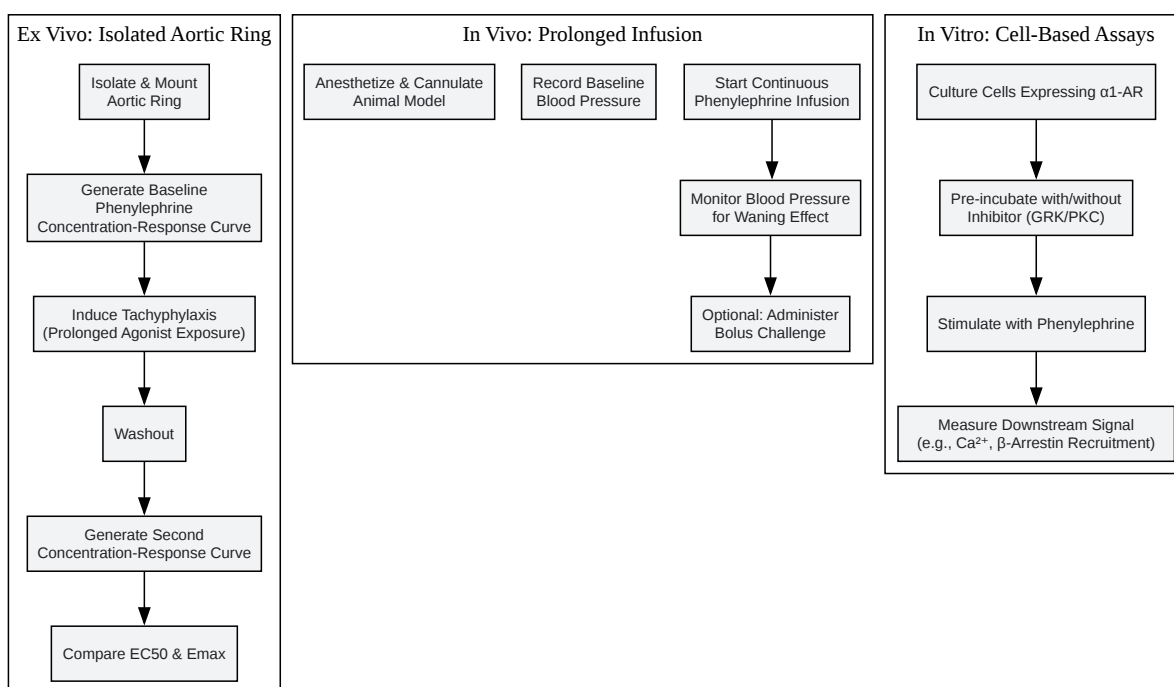 Ex Vivo: Isolated Aortic Ring
Isolate & Mount
Aortic Ring
Generate Baseline
Phenylephrine
Concentration-Response Curve
Induce Tachyphylaxis
(Prolonged Agonist Exposure)
Washout
Generate Second
Concentration-Response Curve
Compare EC50 & Emax
In Vivo: Prolonged Infusion
Anesthetize & Cannulate
Animal Model
Record Baseline
Blood Pressure
Start Continuous
Phenylephrine Infusion
Monitor Blood Pressure
for Waning Effect
Optional: Administer
Bolus Challenge
In Vitro: Cell-Based Assays
Culture Cells Expressing α1-AR
Pre-incubate with/without
Inhibitor (GRK/PKC)
Stimulate with Phenylephrine
Measure Downstream Signal
(e.g., Ca²⁺, β-Arrestin Recruitment)